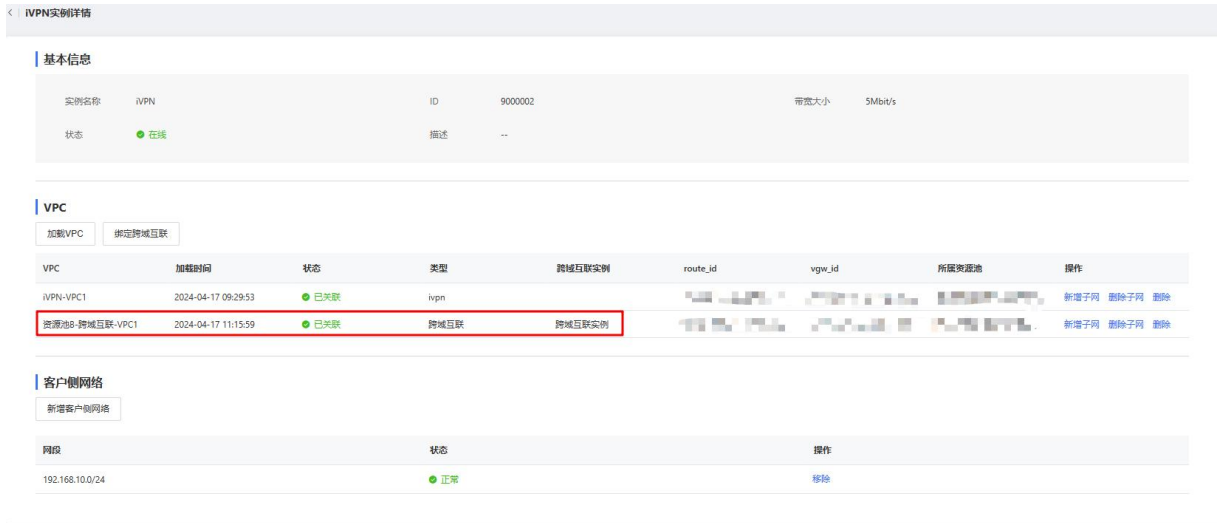 iVPN实例详情
基本信息
实例名称 iVPN ID 9000002 带宽大小 5Mbit/s
状态 在线 描述 --
VPC
加载VPC 绑定跨域互联
VPC 加载时间 状态 类型 跨域互联实例 route_id vgw_id 所属资源池 操作
iVPN-VPC1 2024-04-17 09:29:53 已关联 ivpn 新增子网 删除子网 删除
资源池B-跨域互联-VPC1 2024-04-17 11:15:59 已关联 跨域互联 跨域互联实例 新增子网 删除子网 删除
客户侧网络
新增客户侧网络
网段 状态 操作
192.168.10.0/24 正常 移除